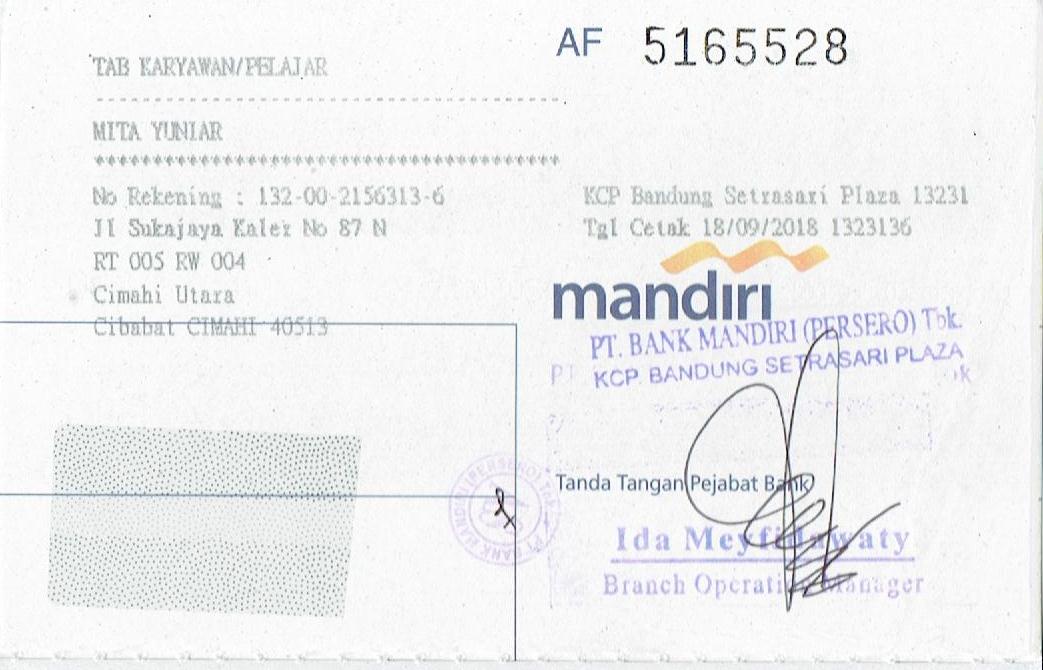 AF 5165528
TAB KARYAWAN/PELAJAR
MITA YUNIAR
****************************************
No Rekening : 132-00-2156313-6
Jl Sukajaya Kaler No 87 N
RT 005 RW 004
Cimahi Utara
Cibabat CIMAHI 40513
KCP Bandung Setrasari Plaza 13231
Tgl Cetak 18/09/2018 1323136
mandiri
PT. BANK MANDIRI (PERSERO) Tbk.
KCP. BANDUNG SETRASARI PLAZA
Tanda Tangan Pejabat Bank
Ida Meyfidawaty
Branch Operation Manager